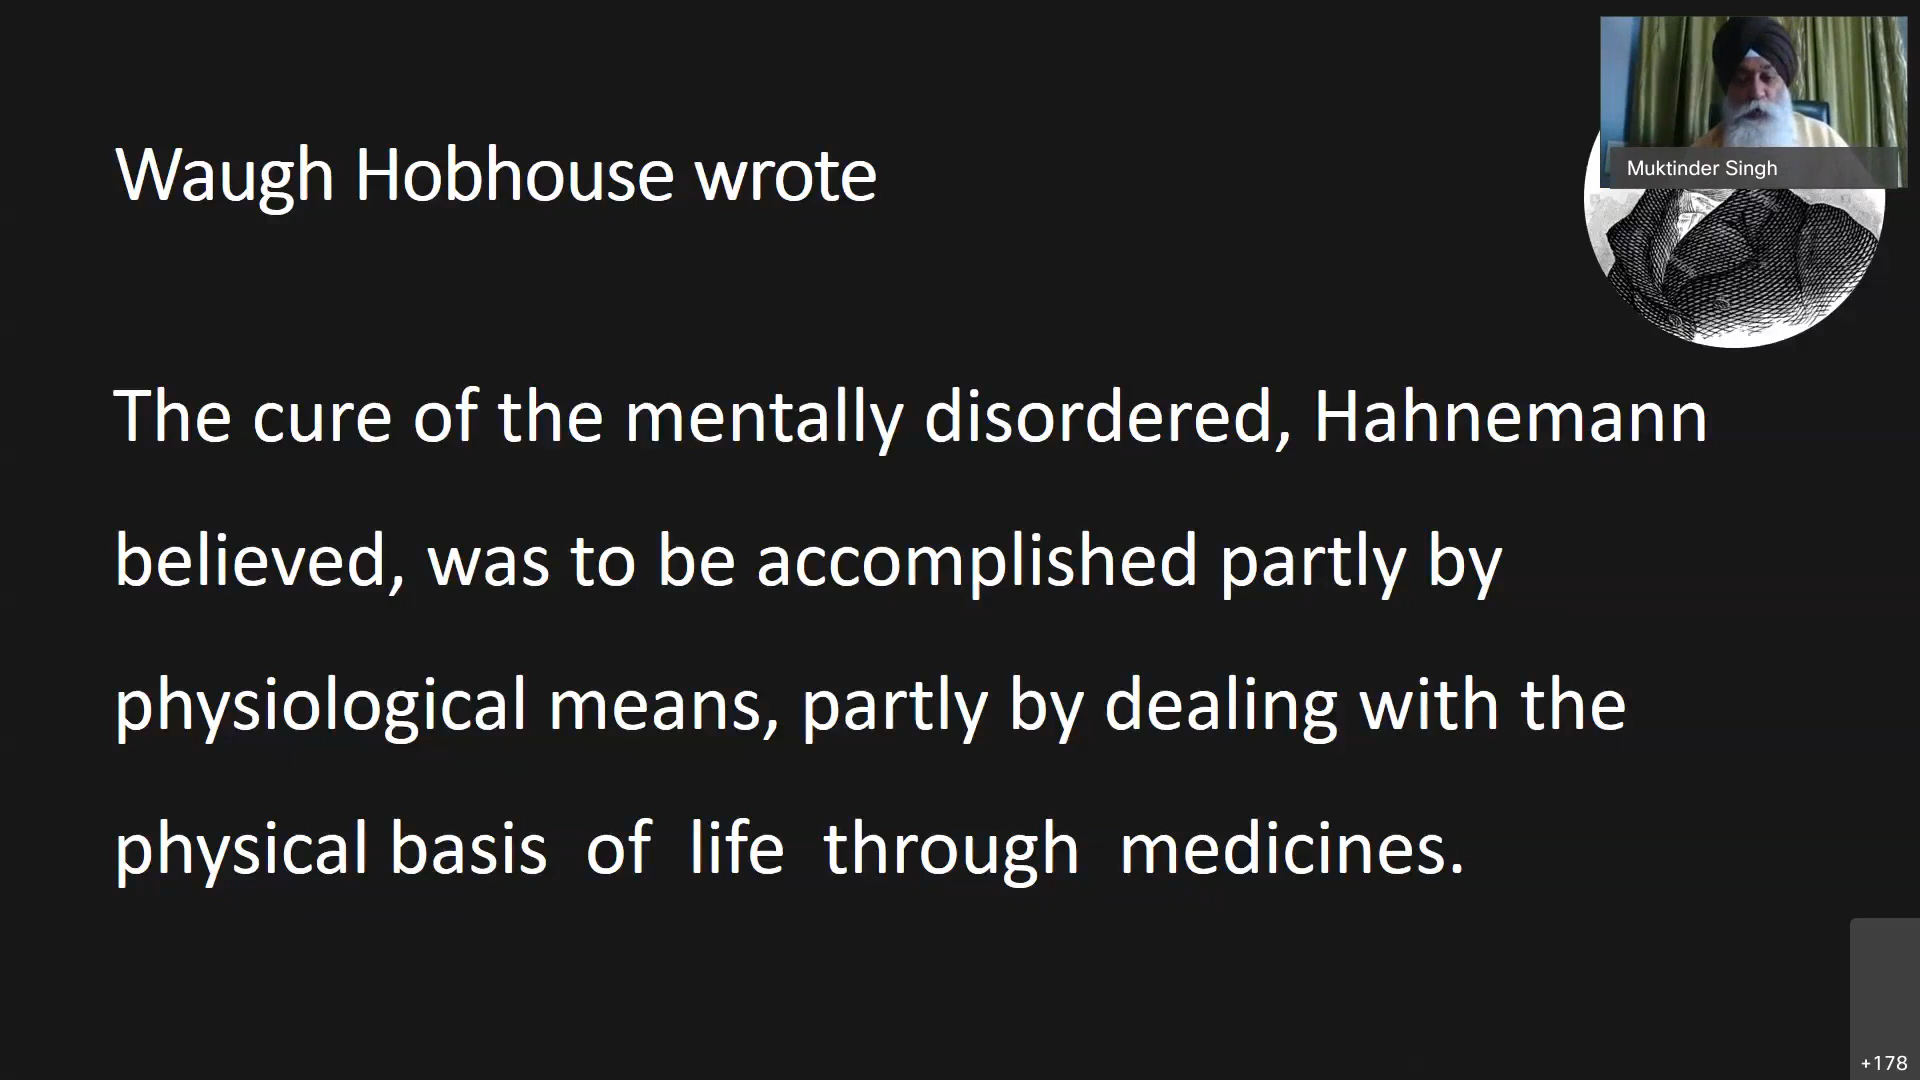 Waugh Hobhouse wrote
Muktinder Singh
The cure of the mentally disordered, Hahnemann
believed, was to be accomplished partly by
physiological means, partly by dealing with the
physical basis of life through medicines.
+178